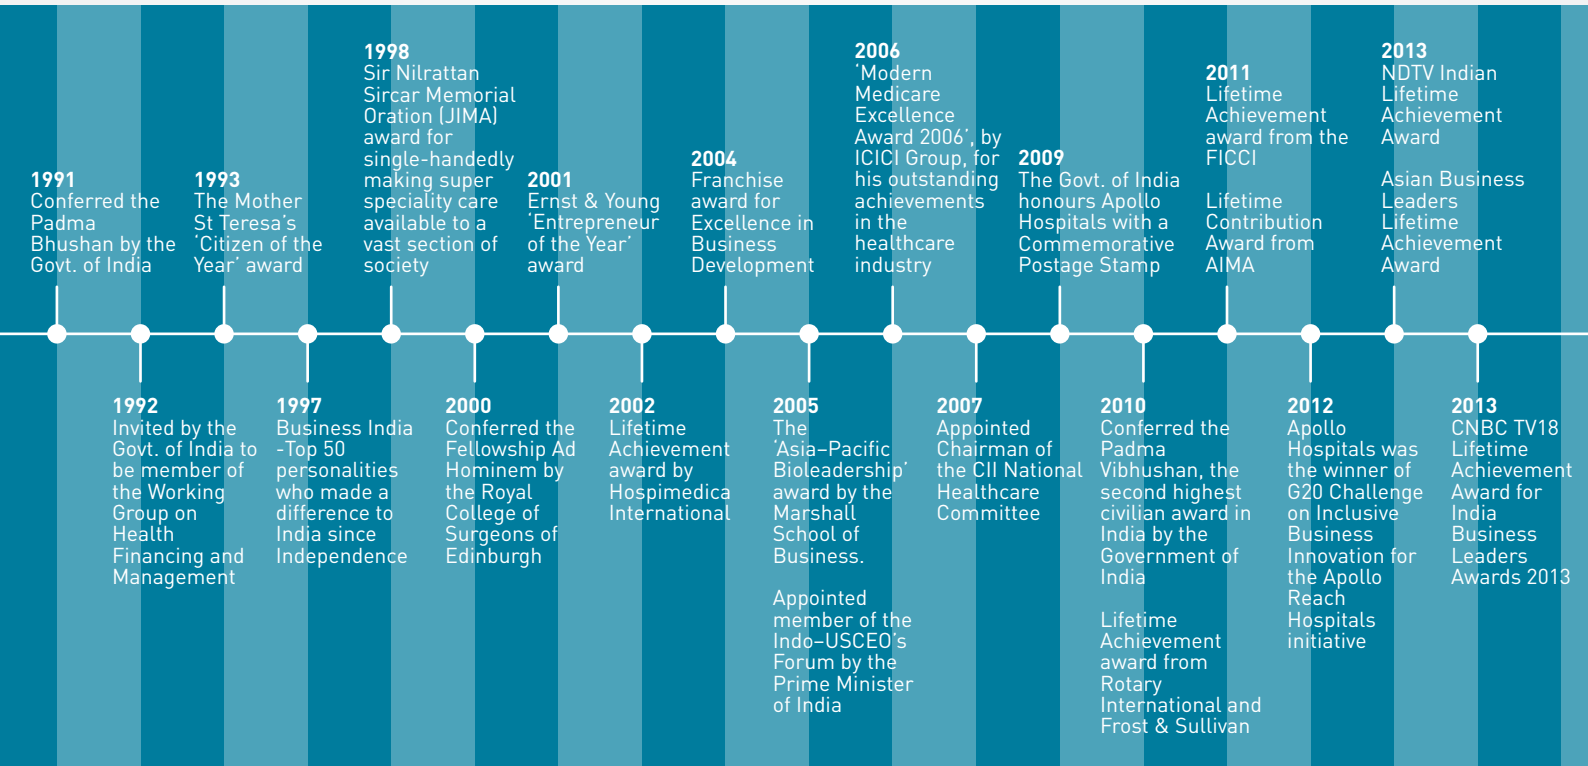 1991
Conferred the
Padma
Bhushan by the
Govt. of India
1992
Invited by the
Govt. of India to
be member of
the Working
Group on
Health
Financing and
Management
1993
The Mother
St Teresa's
'Citizen of the
Year' award
1997
Business India
-Top 50
personalities
who made a
difference to
India since
Independence
1998
Sir Nilrattan
Sircar Memorial
Oration (JIMA)
award for
single-handedly
making super
speciality care
available to a
vast section of
society
2000
Conferred the
Fellowship Ad
Hominem by
the Royal
College of
Surgeons of
Edinburgh
2001
Ernst & Young
'Entrepreneur
of the Year'
award
2002
Lifetime
Achievement
award by
Hospimedica
International
2004
Franchise
award for
Excellence in
Business
Development
2005
The
'Asia–Pacific
Bioleadership'
award by the
Marshall
School of
Business.
Appointed
member of the
Indo–USCEO's
Forum by the
Prime Minister
of India
2006
'Modern
Medicare
Excellence
Award 2006', by
ICICI Group, for
his outstanding
achievements
in the
healthcare
industry
2007
Appointed
Chairman of
the CII National
Healthcare
Committee
2009
The Govt. of India
honours Apollo
Hospitals with a
Commemorative
Postage Stamp
2010
Conferred the
Padma
Vibhushan, the
second highest
civilian award in
India by the
Government of
India
Lifetime
Achievement
award from
Rotary
International and
Frost & Sullivan
2011
Lifetime
Achievement
award from the
FICCI
Lifetime
Contribution
Award from
AIMA
2012
Apollo
Hospitals was
the winner of
G20 Challenge
on Inclusive
Business
Innovation for
the Apollo
Reach
Hospitals
initiative
2013
NDTV Indian
Lifetime
Achievement
Award
Asian Business
Leaders
Lifetime
Achievement
Award
2013
CNBC TV18
Lifetime
Achievement
Award for
India
Business
Leaders
Awards 2013